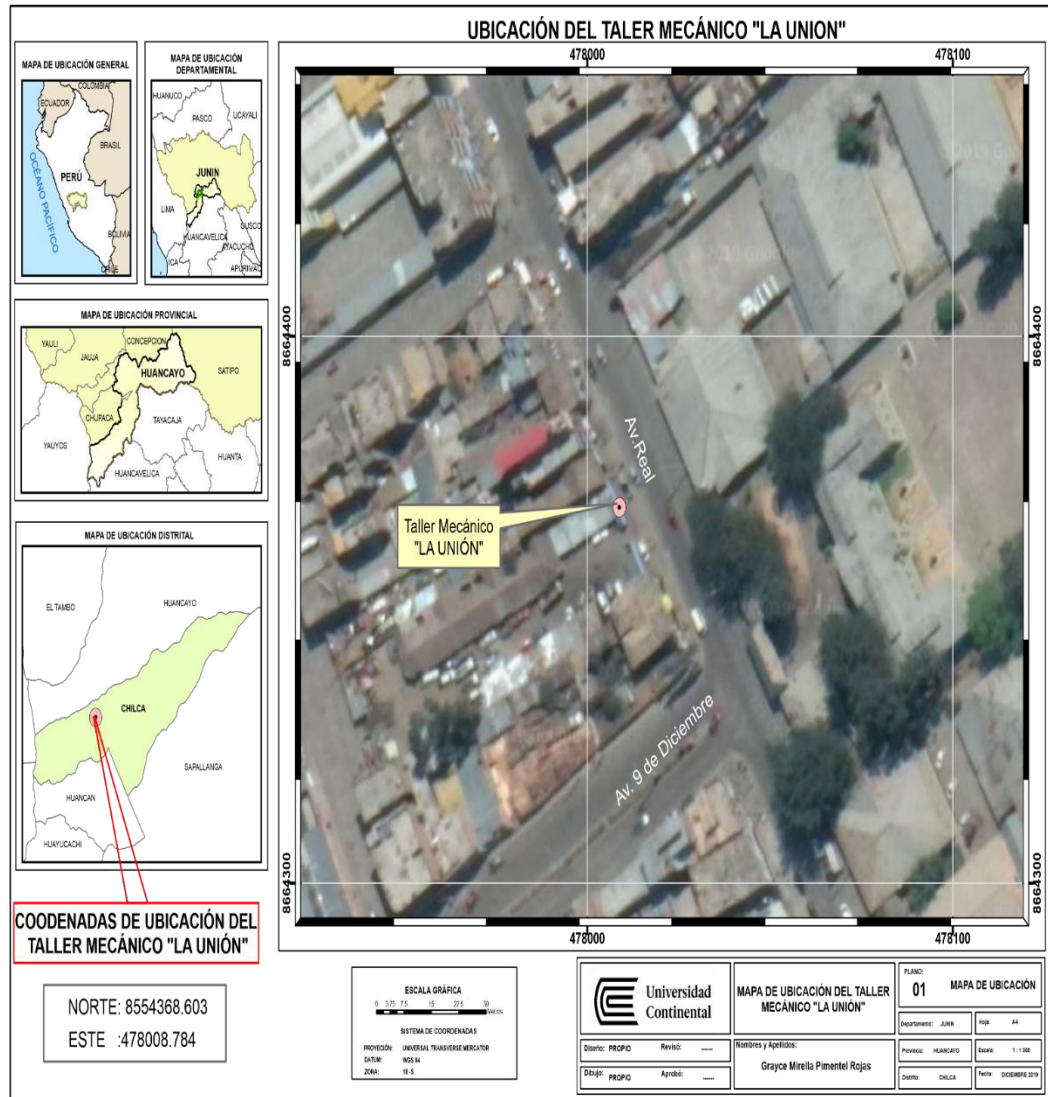 UBICACIÓN DEL TALER MECÁNICO "LA UNION"
MAPA DE UBICACIÓN GENERAL
COLOMBIA
ECUADOR
BRASIL
PERÚ
OCÉANO PACÍFICO
BOLIVIA
CHILE
MAPA DE UBICACIÓN
DEPARTAMENTAL
HUANUCO
PASCO
UCAYALI
JUNIN
LIMA
HUANCAVELICA
CUSCO
AYACUCHO
ICA
APURIMAC
MAPA DE UBICACIÓN PROVINCIAL
YAULI
JAUJA
CONCEPCION
HUANCAYO
SATIPO
CHUPACA
TAYACAJA
YAUYOS
HUANTA
HUANCAVELICA
MAPA DE UBICACIÓN DISTRITAL
EL TAMBO
HUANCAYO
CHILCA
SAPALLANGA
HUANCAN
HUAYUCACHI
COODENADAS DE UBICACIÓN DEL
TALLER MECÁNICO "LA UNIÓN"
NORTE: 8554368.603
ESTE :478008.784
478000
478100
8664400
8664400
Av.Real
Taller Mecánico
"LA UNIÓN"
Av. 9 de Diciembre
8664300
8664300
478000
478100
ESCALA GRÁFICA
0 3.75 7.5 15 22.5 30
Metros
SISTEMA DE COORDENADAS
PROYECIÓN: UNIVERSAL TRANSVERSE MERCATOR
DATUM: WGS 84
ZONA: 18 -S
Universidad
Continental
MAPA DE UBICACIÓN DEL TALLER
MECÁNICO "LA UNIÓN"
PLANO:
01 MAPA DE UBICACIÓN
Departamento: JUNIN
Hoja: A4
Diseño: PROPIO Revisó: ......
Nombres y Apellidos:
Grayce Mirella Pimentel Rojas
Provincia: HUANCAYO
Escala: 1 : 1 000
Dibujo: PROPIO Aprobó: ......
Distrito: CHILCA
Fecha: DICIEMBRE 2019